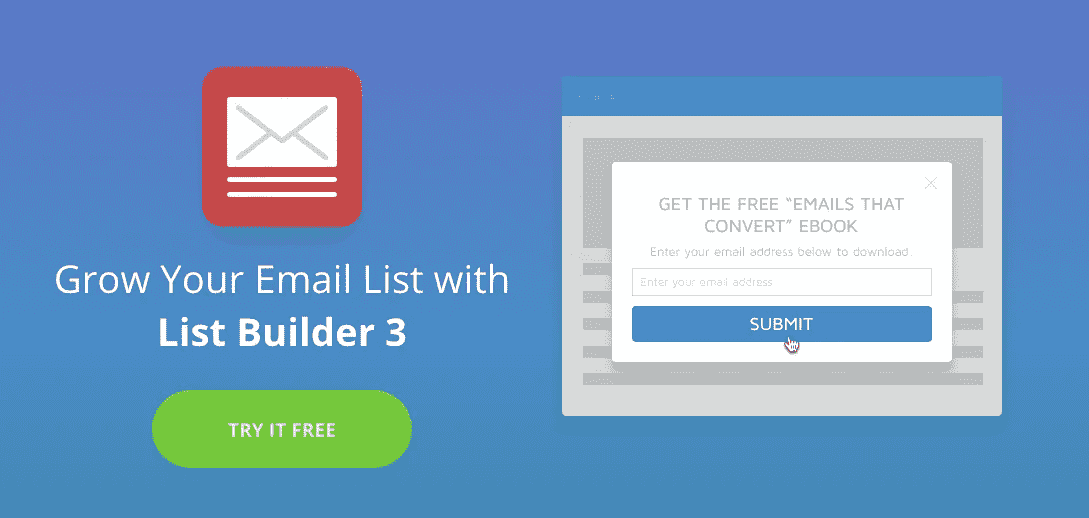 Grow Your Email List with
List Builder 3
TRY IT FREE
GET THE FREE “EMAILS THAT
CONVERT” EBOOK
Enter your email address below to download.
Enter your email address
SUBMIT